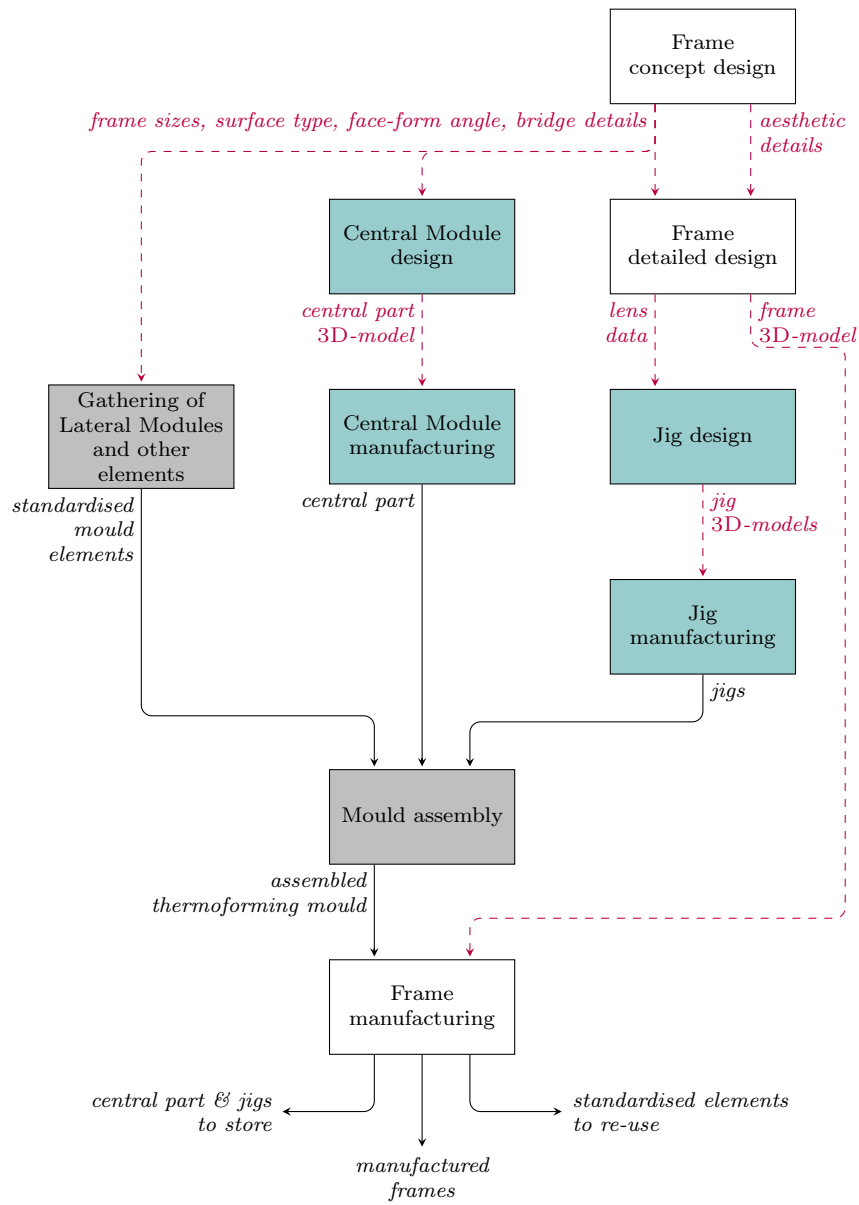 Frame
concept design
frame sizes, surface type, face-form angle, bridge details
aesthetic
details
Central Module
design
Frame
detailed design
central part
3D-model
lens
data
frame
3D-model
Gathering of
Lateral Modules
and other
elements
Central Module
manufacturing
Jig design
standardised
mould
elements
central part
jig
3D-models
Jig
manufacturing
jigs
Mould assembly
assembled
thermoforming mould
Frame
manufacturing
central part & jigs
to store
standardised elements
to re-use
manufactured
frames